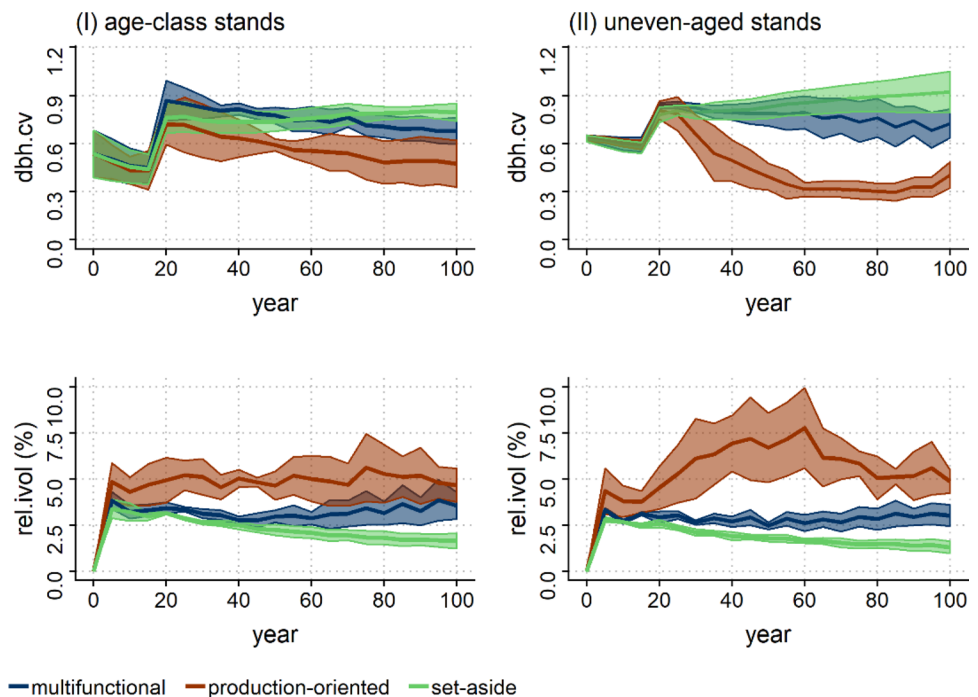 (I) age-class stands
(II) uneven-aged stands
dbh.cv
0.0 0.3 0.6 0.9 1.2
0 20 40 60 80 100
year
dbh.cv
0.0 0.3 0.6 0.9 1.2
0 20 40 60 80 100
year
rel.ivol (%)
0.0 2.5 5.0 7.5 10.0
0 20 40 60 80 100
year
rel.ivol (%)
0.0 2.5 5.0 7.5 10.0
0 20 40 60 80 100
year
multifunctional production-oriented set-aside